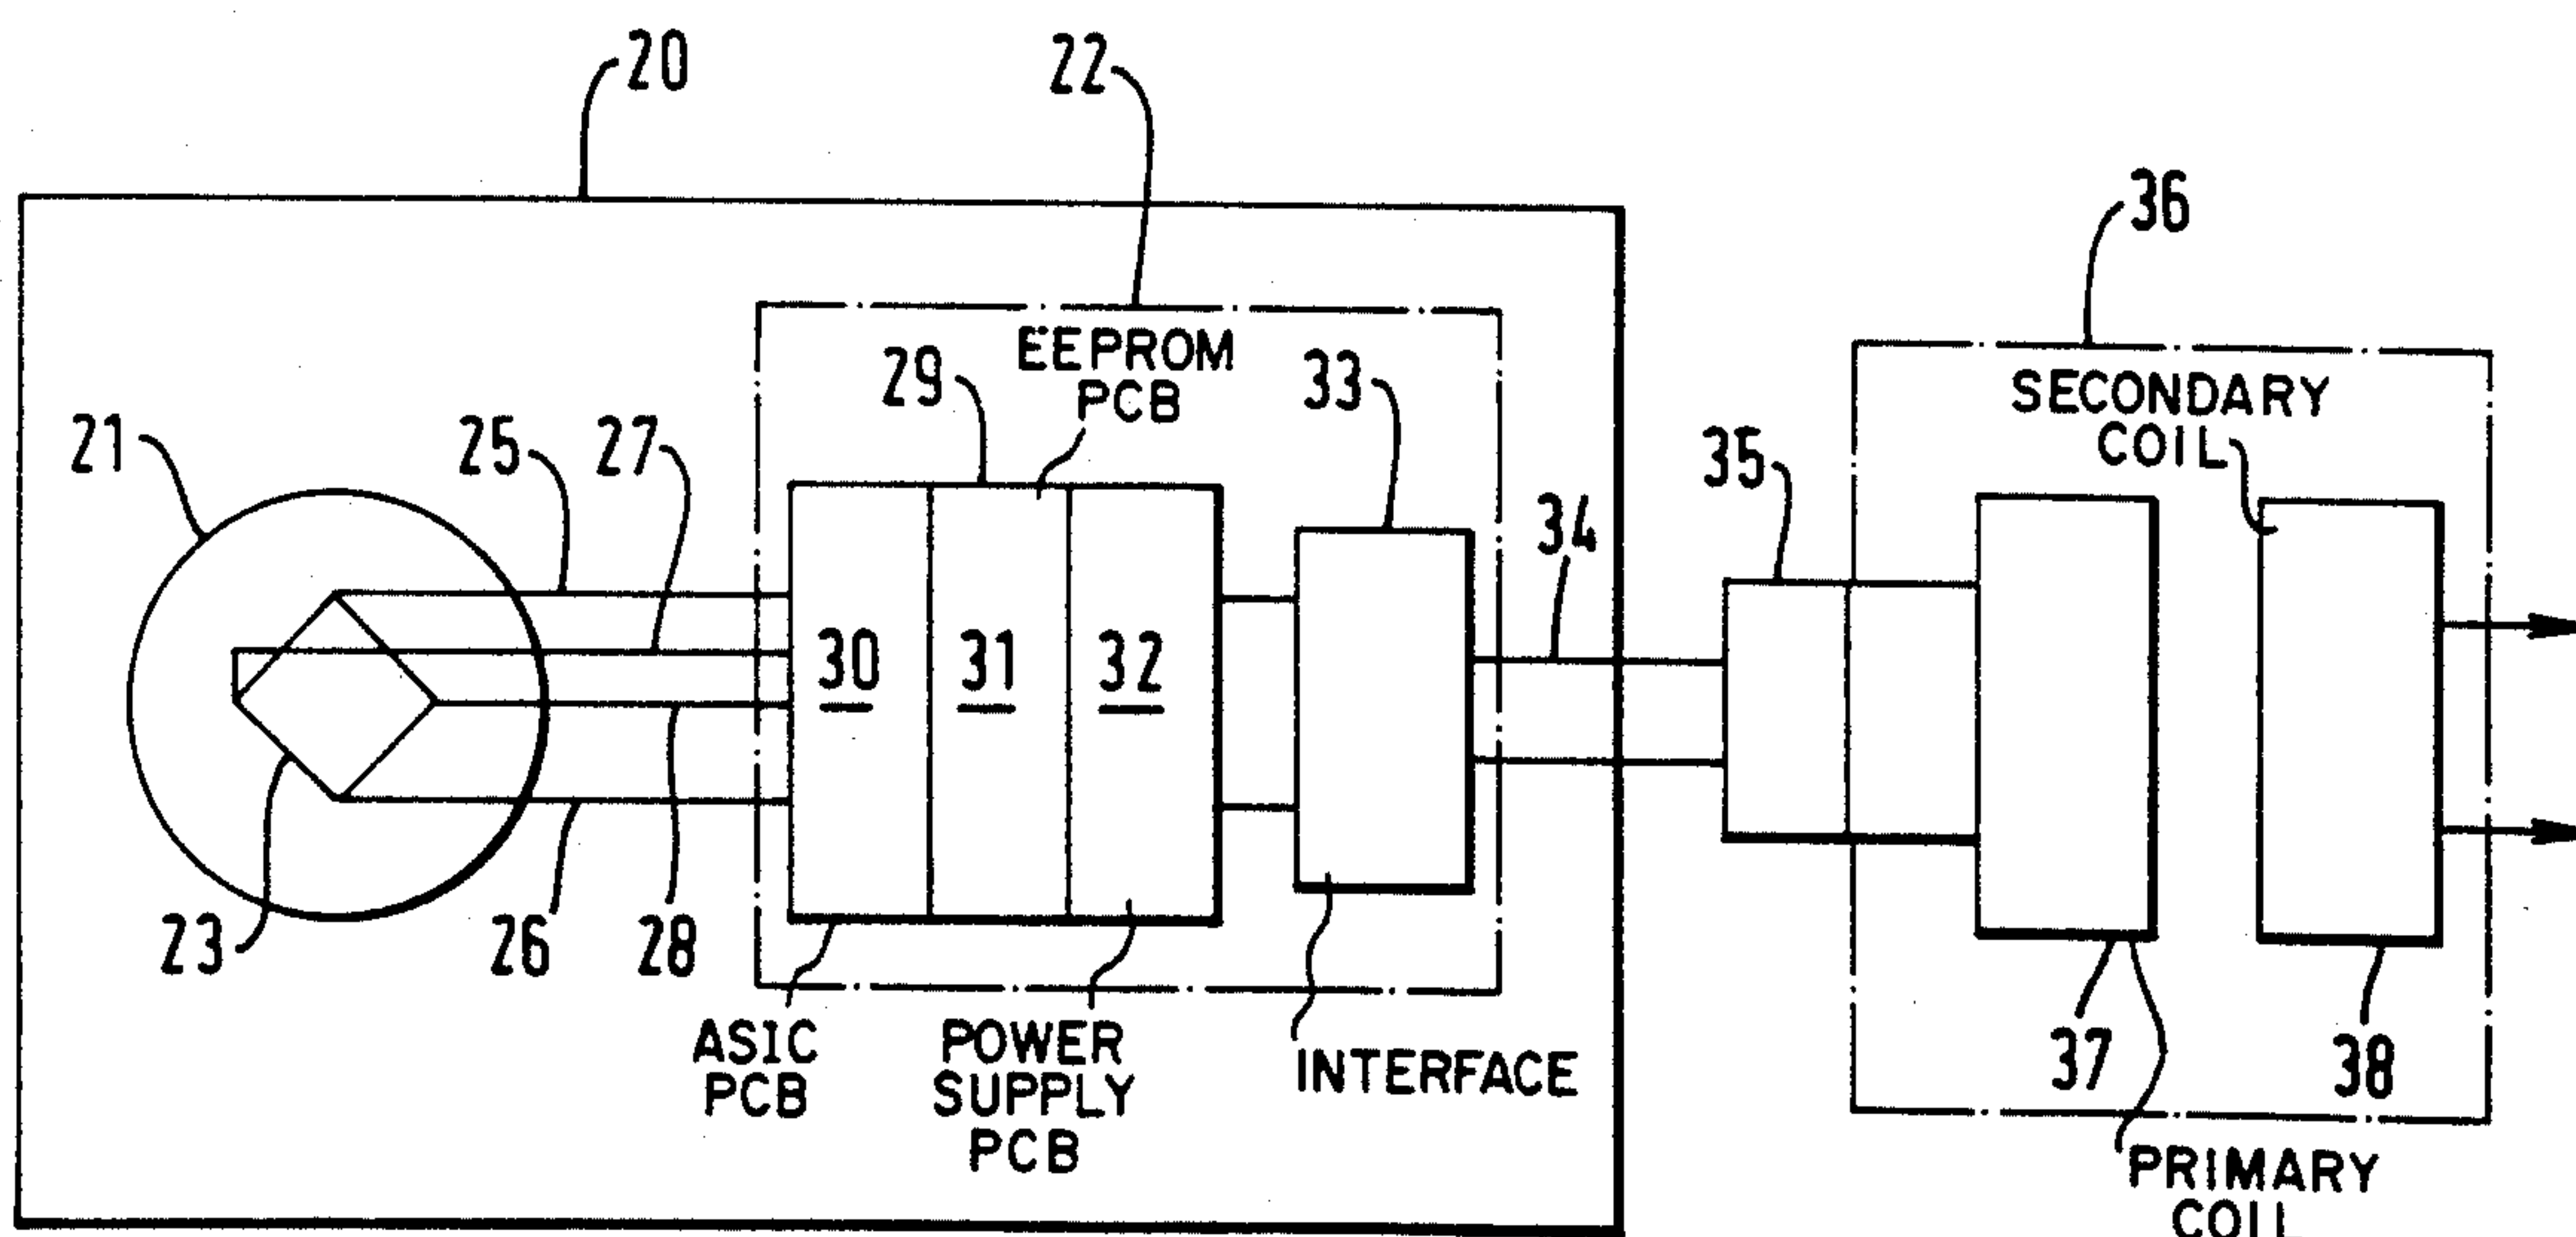 20
22
36
EEPROM
PCB
29
33
SECONDARY
COIL
21
25
27
35
34
30
31
32
23
26
28
ASIC
PCB
POWER
SUPPLY
PCB
INTERFACE
37
38
PRIMARY
COIL